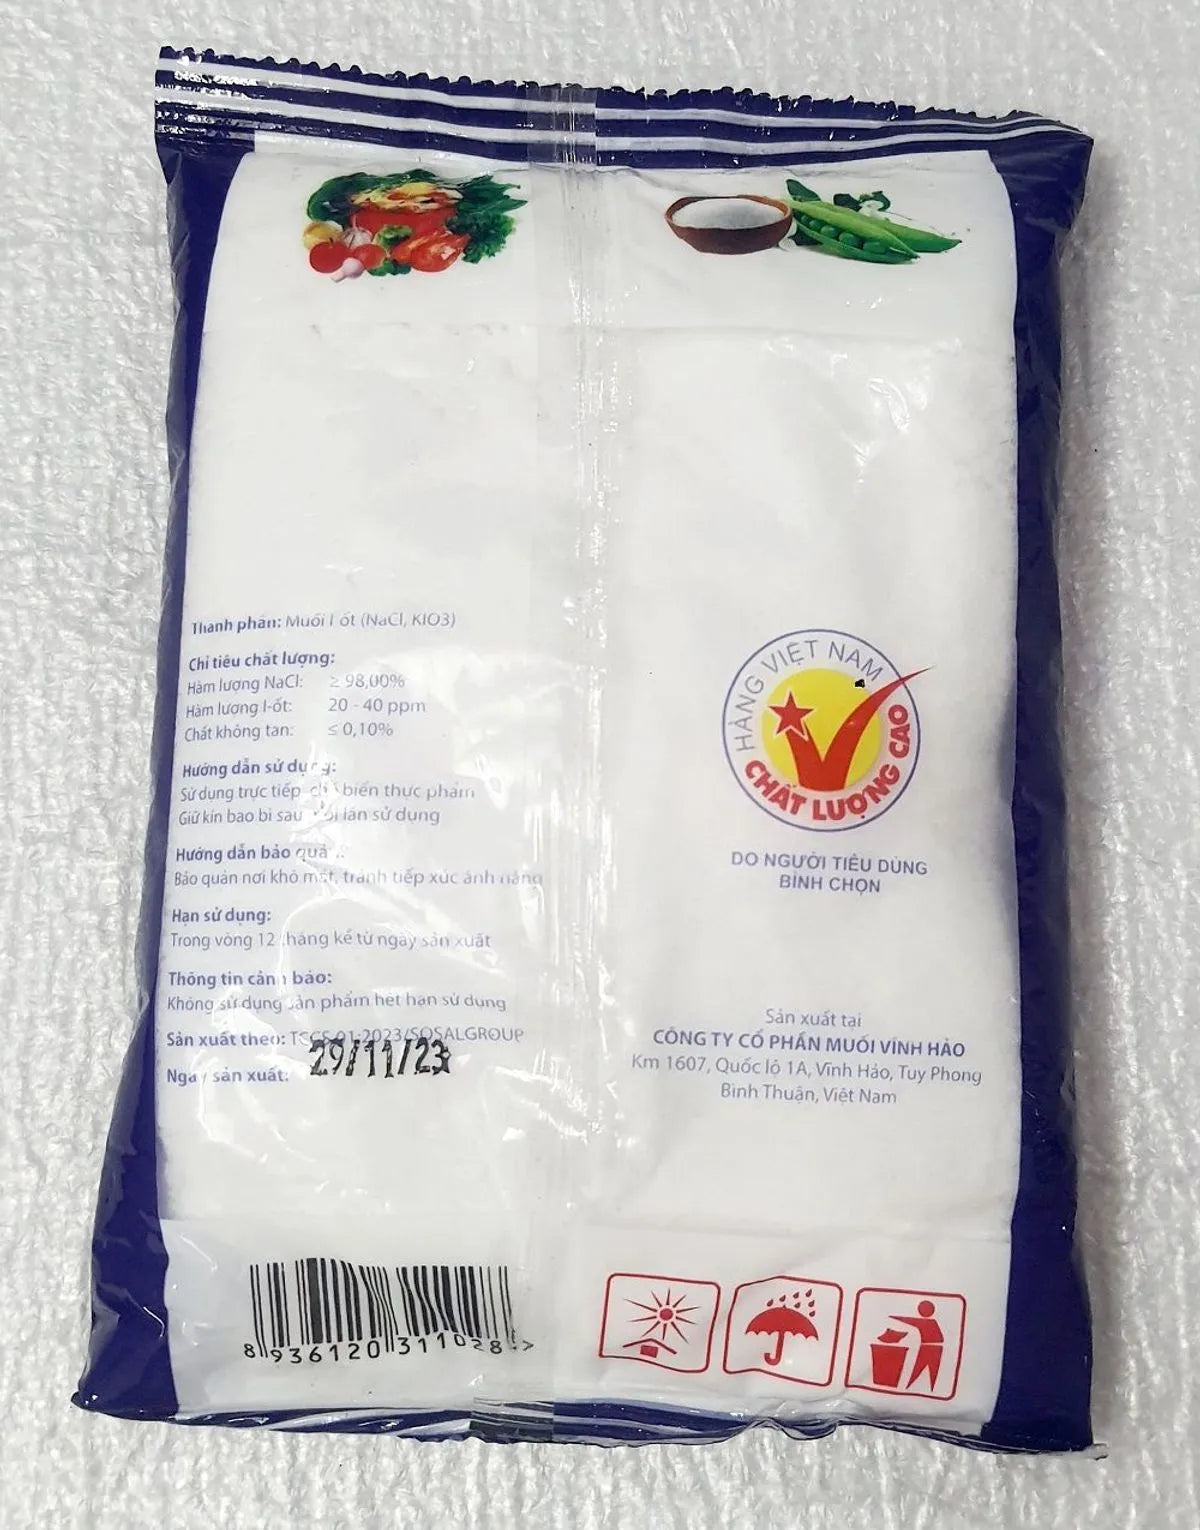 Thành phần: Muối I ốt (NaCl, KIO3)
Chỉ tiêu chất lượng:
Hàm lượng NaCl: ≥ 98,00%
Hàm lượng I-ốt: 20 - 40 ppm
Chất không tan: ≤ 0,10%
Hướng dẫn sử dụng:
Sử dụng trực tiếp, chế biến thực phẩm
Giữ kín bao bì sau mỗi lần sử dụng
Hướng dẫn bảo quản:
Bảo quản nơi khô mát, tránh tiếp xúc ánh nắng
Hạn sử dụng:
Trong vòng 12 tháng kể từ ngày sản xuất
Thông tin cảnh báo:
Không sử dụng sản phẩm hết hạn sử dụng
Sản xuất theo: TCCS 01:2023/SOSALGROUP
Ngày sản xuất: 29/11/23
8 936120 311028
HÀNG VIỆT NAM
CHẤT LƯỢNG CAO
DO NGƯỜI TIÊU DÙNG
BÌNH CHỌN
Sản xuất tại
CÔNG TY CỔ PHẦN MUỐI VĨNH HẢO
Km 1607, Quốc lộ 1A, Vĩnh Hảo, Tuy Phong
Bình Thuận, Việt Nam